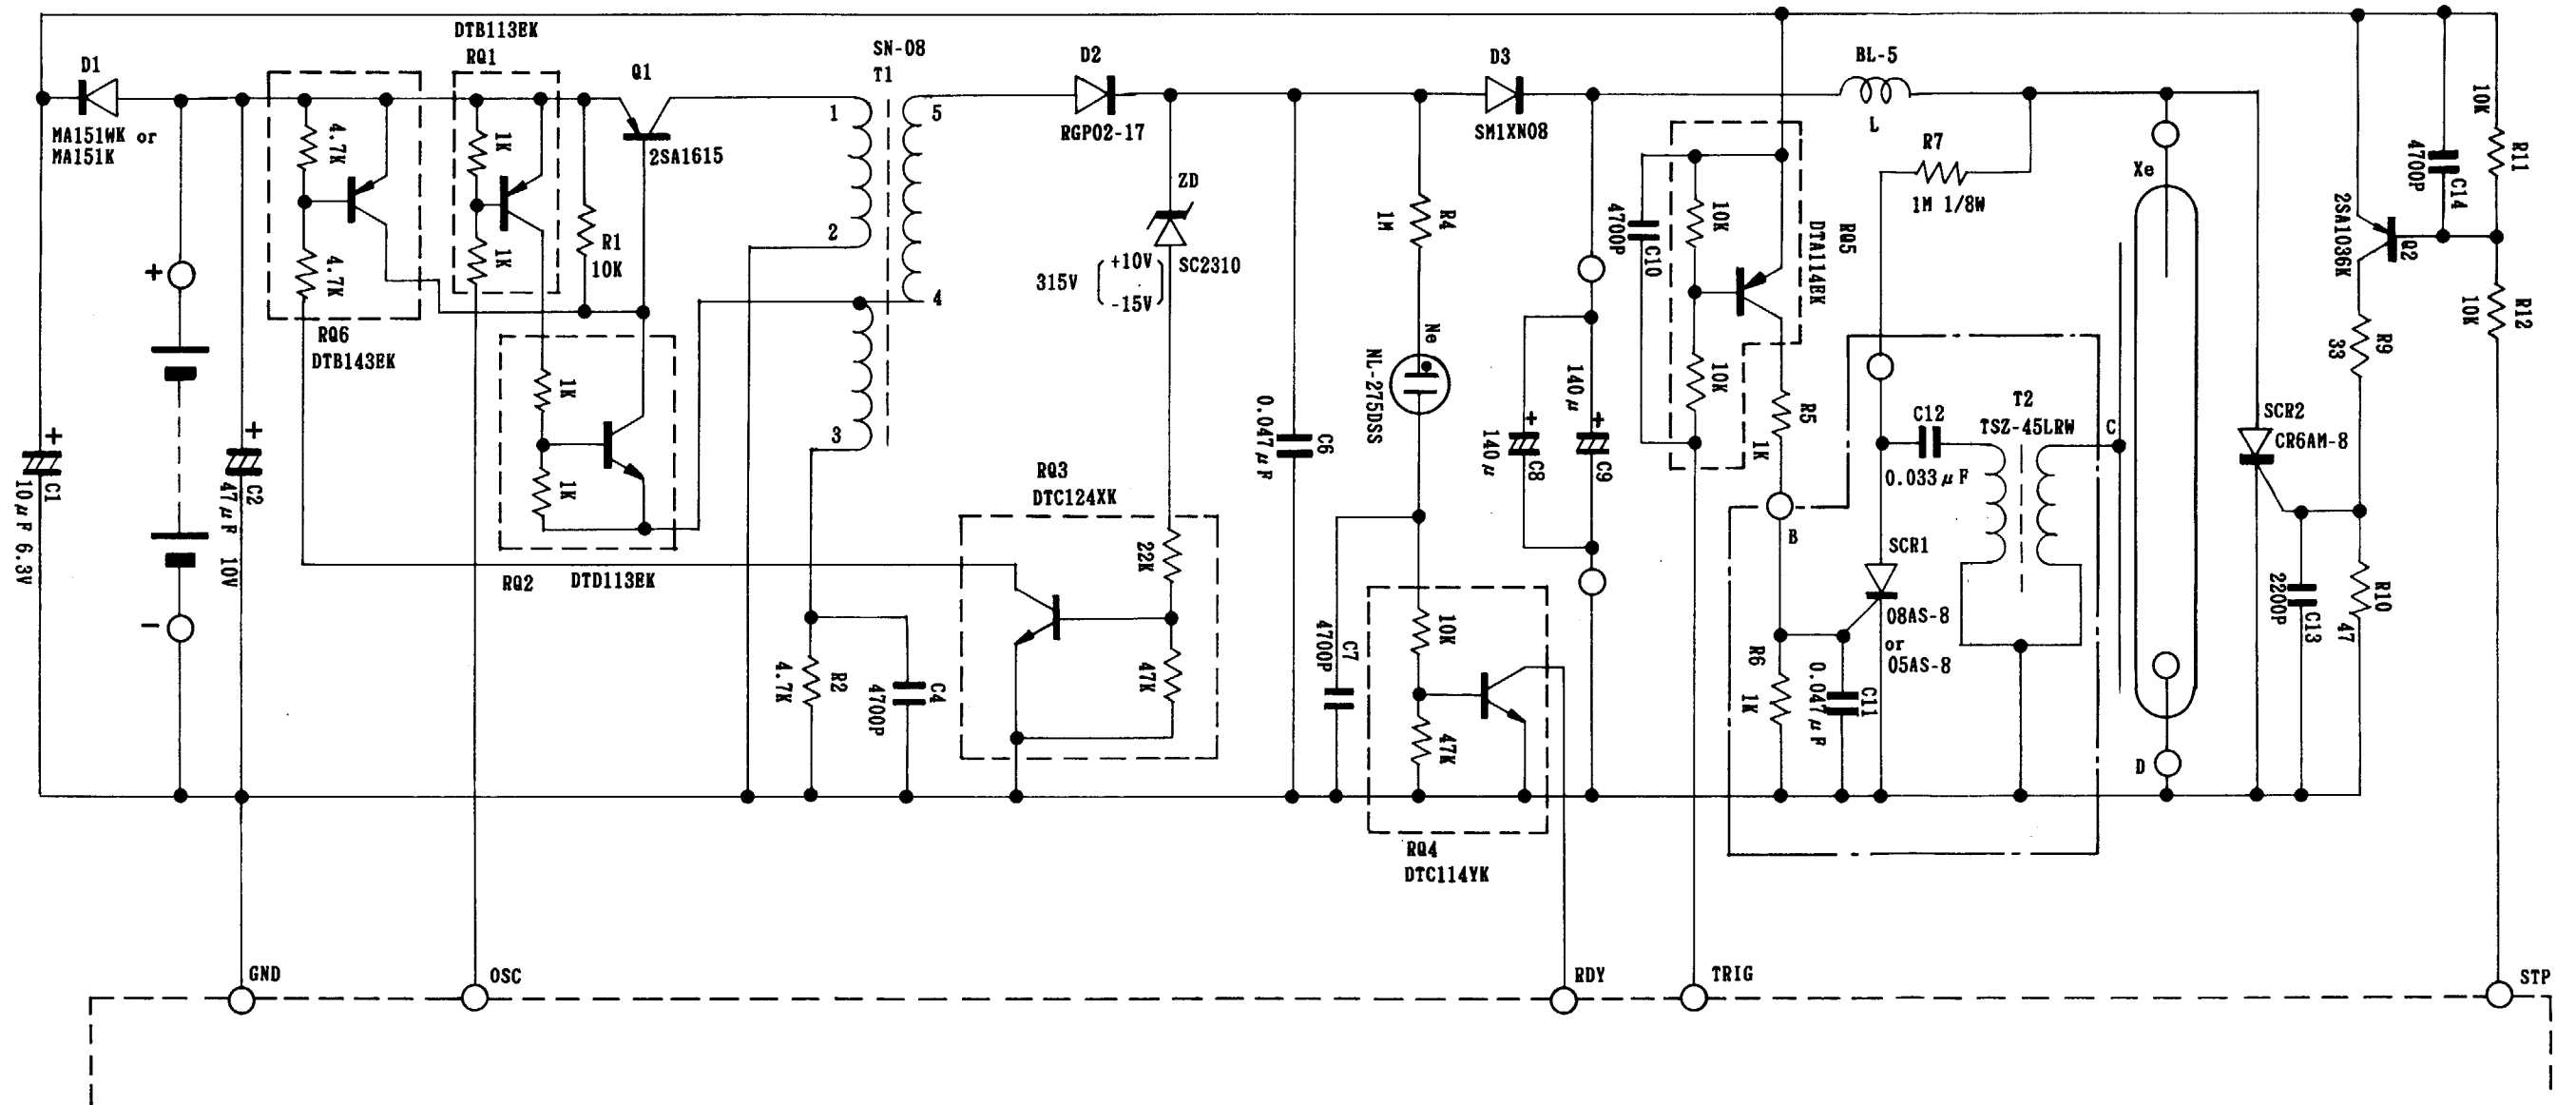 DTB113EK
RQ1
D1
MA151WK or
MA151K
Q1
2SA1615
SN-08
T1
1
2
3
5
4
D2
RGP02-17
D3
SM1XN08
BL-5
L
4.7K
4.7K
RQ6
DTB143EK
1K
1K
R1
10K
1K
1K
RQ2
DTD113EK
+
-
+
C1
10μF 6.3V
+
C2
47μF 10V
ZD
SC2310
315V
+10V
-15V
R4
1M
Ne
NL-275DSS
C6
0.047μF
+
C8
140μ
+
C9
140μ
R2
4.7K
C4
4700P
RQ3
DTC124XK
22K
47K
C7
4700P
10K
47K
RQ4
DTC114YK
C10
4700P
10K
10K
RQ5
DTA114EK
R5
1K
B
R6
1K
C11
0.047μF
R7
1M 1/8W
C12
0.033μF
SCR1
08AS-8
or
05AS-8
T2
TSZ-45LRW
C
Xe
D
SCR2
CR6AM-8
2SA1036K
Q2
R9
33
R10
47
C13
2200P
C14
4700P
10K
R11
R12
10K
GND
OSC
RDY
TRIG
STP